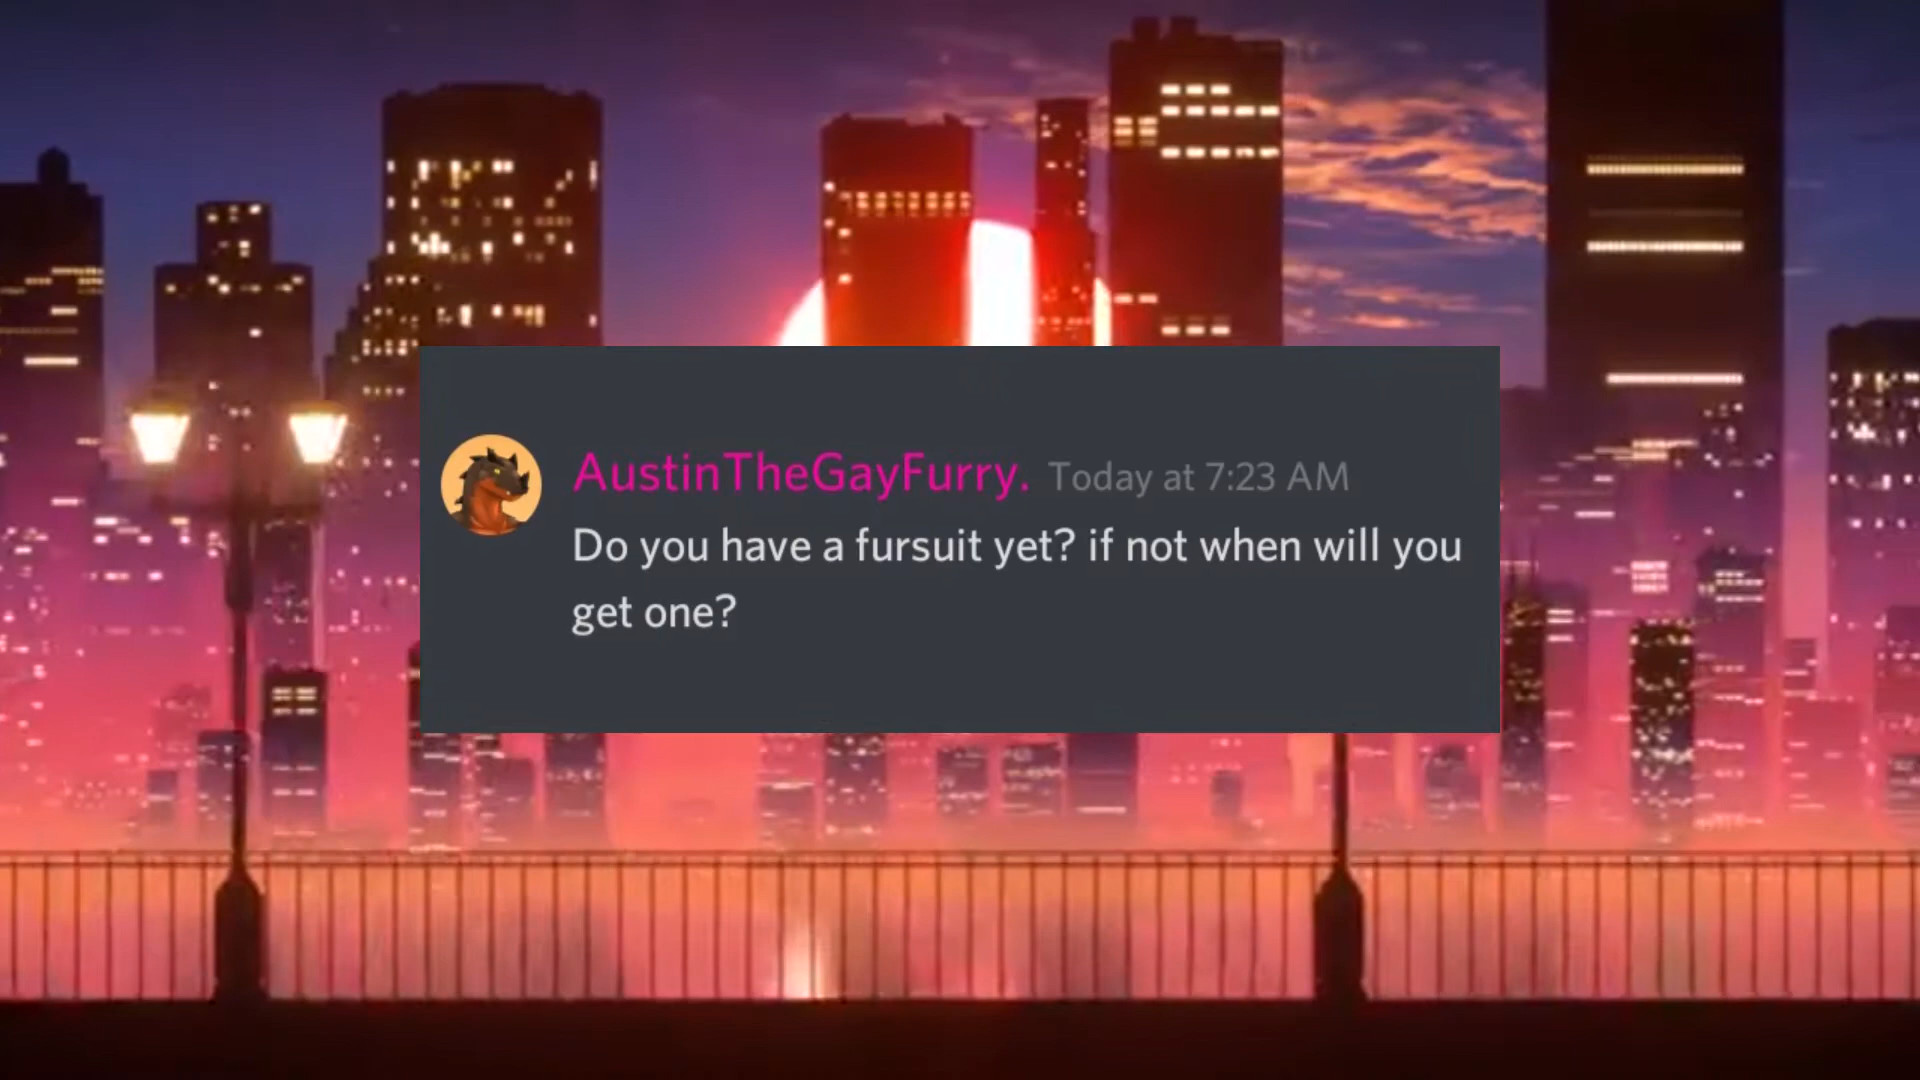 AustinTheGayFurry. Today at 7:23 AM
Do you have a fursuit yet? if not when will you
get one?